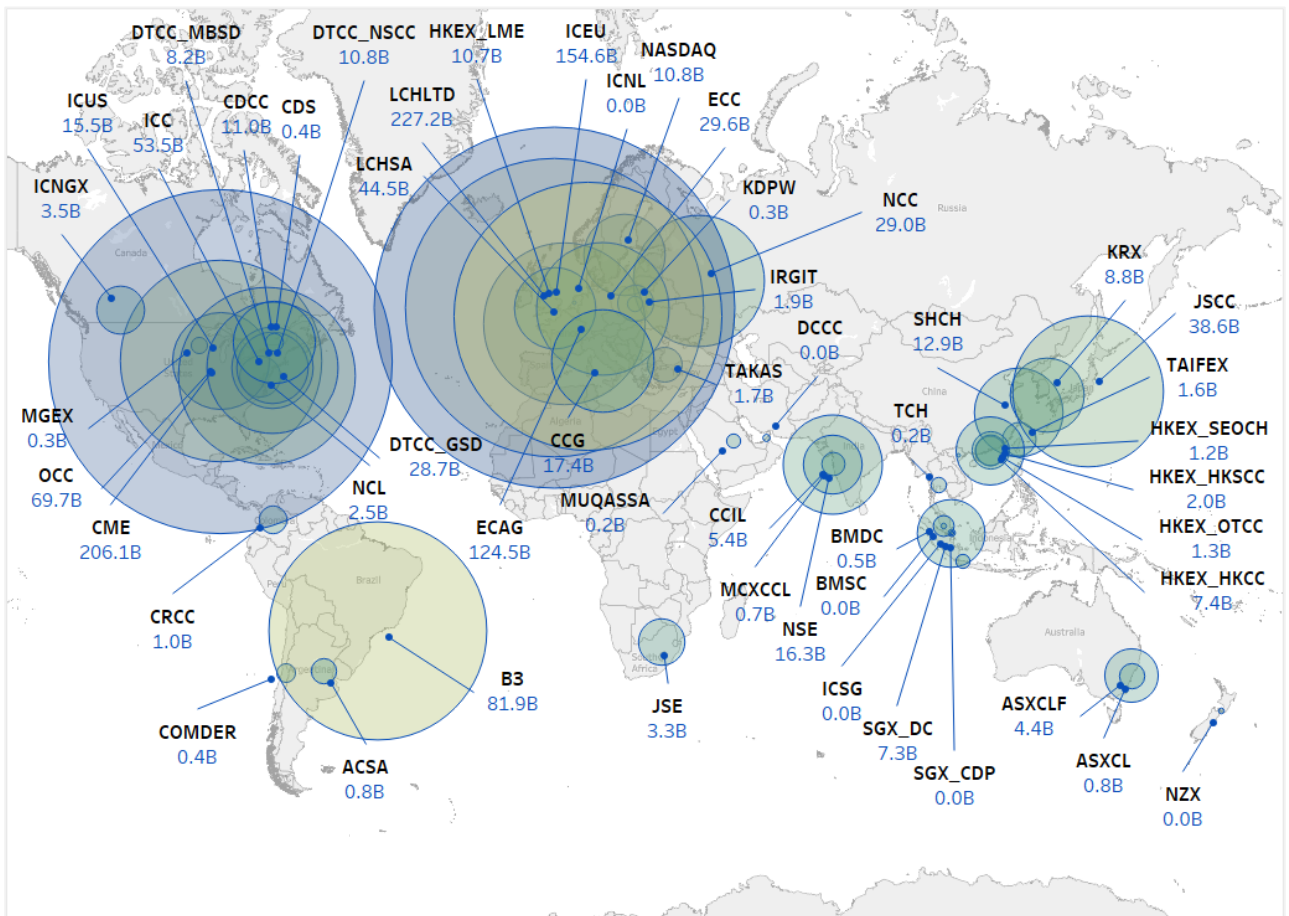 DTCC_MBSD
8.2B
DTCC_NSCC
10.8B
HKEX_LME
10.7B
ICEU
154.6B
NASDAQ
10.8B
ICNL
0.0B
ECC
29.6B
ICUS
15.5B
ICC
53.5B
CDCC
11.0B
CDS
0.4B
LCHLTD
227.2B
LCHSA
44.5B
ICNGX
3.5B
KDPW
0.3B
NCC
29.0B
Russia
Canada
IRGIT
1.9B
KRX
8.8B
JSCC
38.6B
DCCC
0.0B
SHCH
12.9B
TAIFEX
1.6B
TAKAS
1.7B
China
TCH
0.2B
HKEX_SEOCH
1.2B
HKEX_HKSCC
2.0B
HKEX_OTCC
1.3B
HKEX_HKCC
7.4B
MGEX
0.3B
OCC
69.7B
CME
206.1B
DTCC_GSD
28.7B
NCL
2.5B
Algeria
Egypt
India
CCG
17.4B
ECAG
124.5B
MUQASSA
0.2B
CCIL
5.4B
MCXCCL
0.7B
NSE
16.3B
BMDC
0.5B
BMSC
0.0B
Indonesia
ICSG
0.0B
SGX_DC
7.3B
SGX_CDP
0.0B
Brazil
CRCC
1.0B
COMDER
0.4B
ACSA
0.8B
B3
81.9B
South
Africa
JSE
3.3B
Australia
ASXCLF
4.4B
ASXCL
0.8B
NZX
0.0B